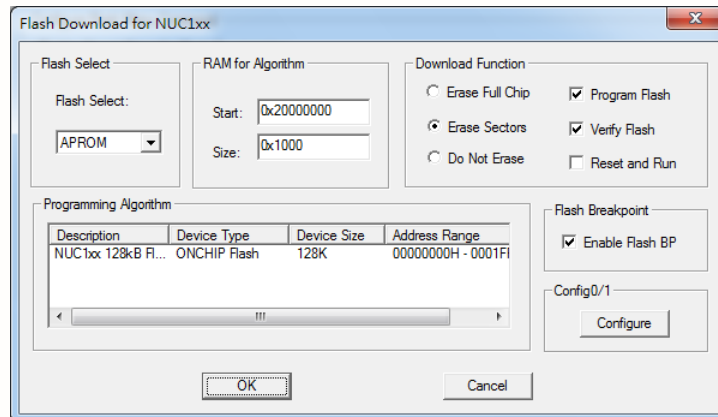 Flash Download for NUC1xx
Flash Select
Flash Select:
APROM
RAM for Algorithm
Start: 0x20000000
Size: 0x1000
Download Function
Erase Full Chip
Erase Sectors
Do Not Erase
Program Flash
Verify Flash
Reset and Run
Programming Algorithm
Description Device Type Device Size Address Range
NUC1xx 128kB Fl... ONCHIP Flash 128K 00000000H - 0001FI
Flash Breakpoint
Enable Flash BP
Config0/1
Configure
OK
Cancel